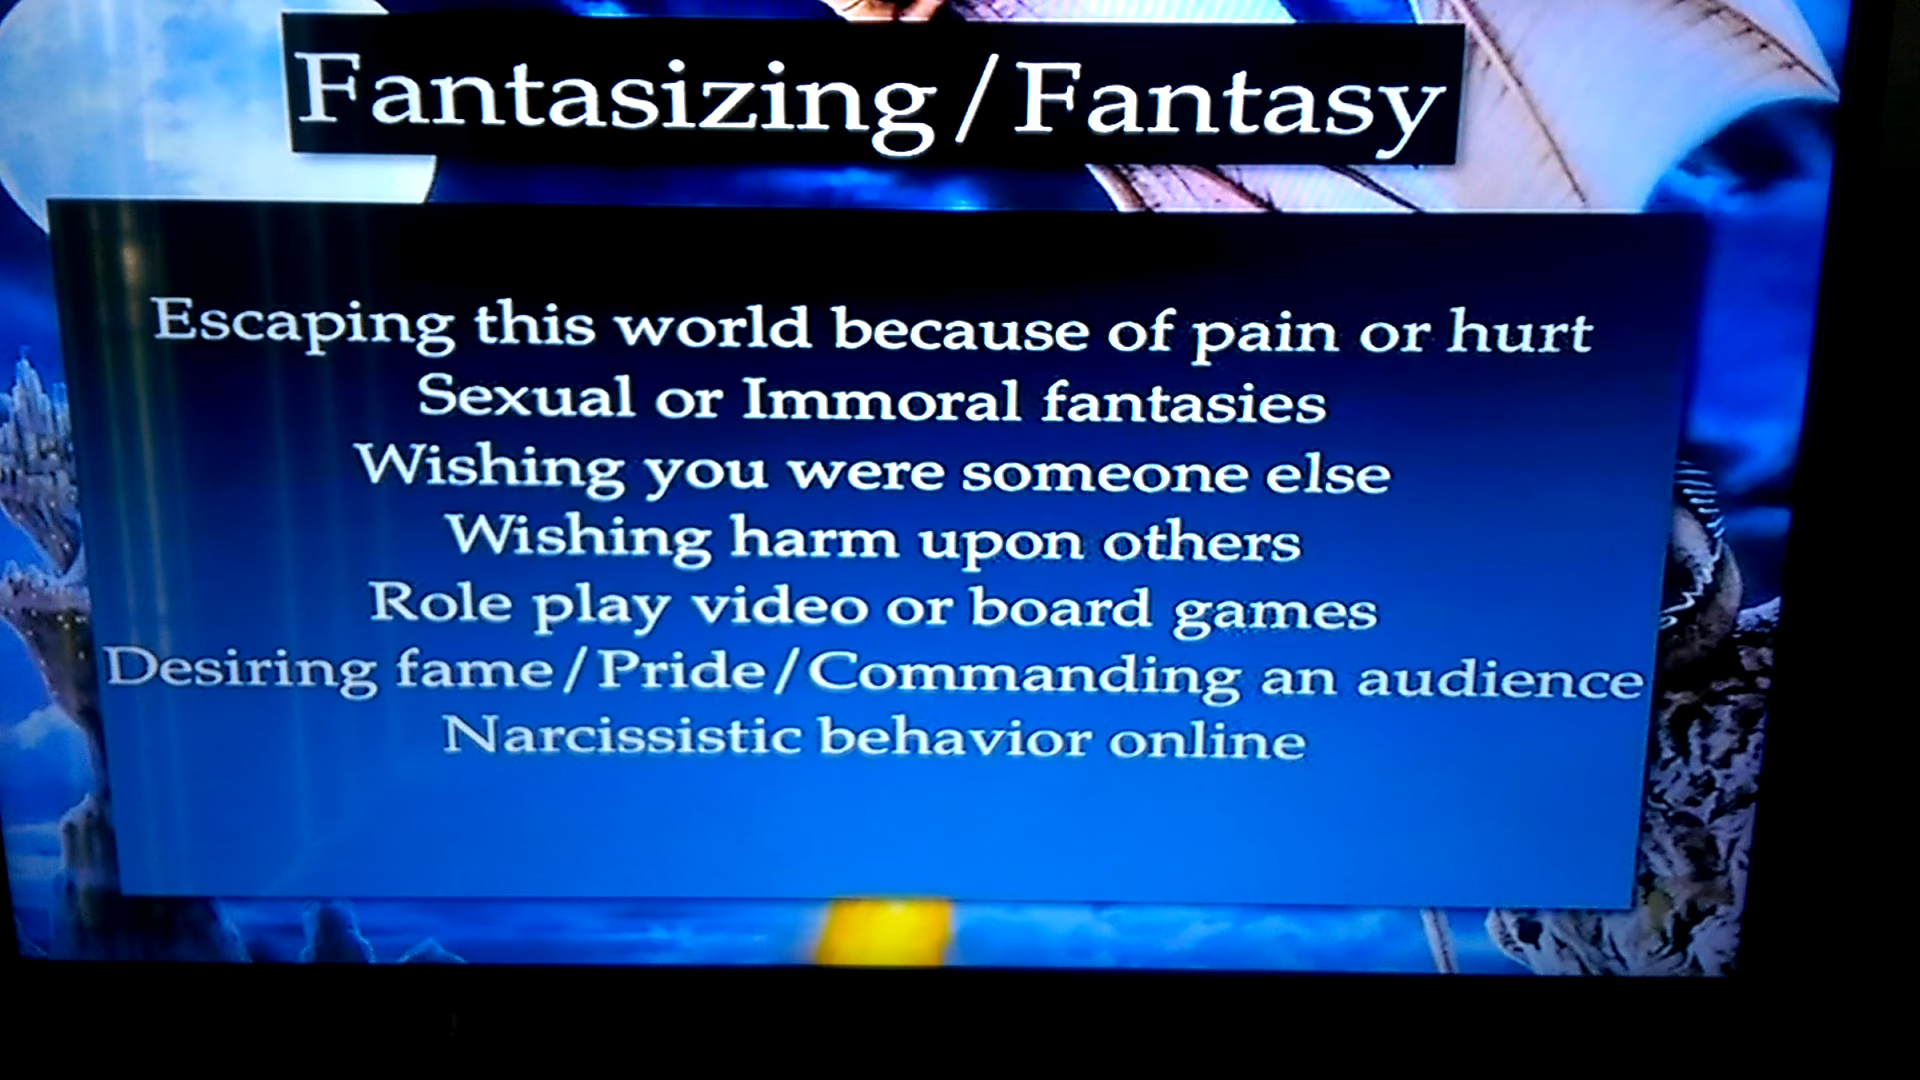 Fantasizing/Fantasy
Escaping this world because of pain or hurt
Sexual or Immoral fantasies
Wishing you were someone else
Wishing harm upon others
Role play video or board games
Desiring fame/Pride/Commanding an audience
Narcissistic behavior online